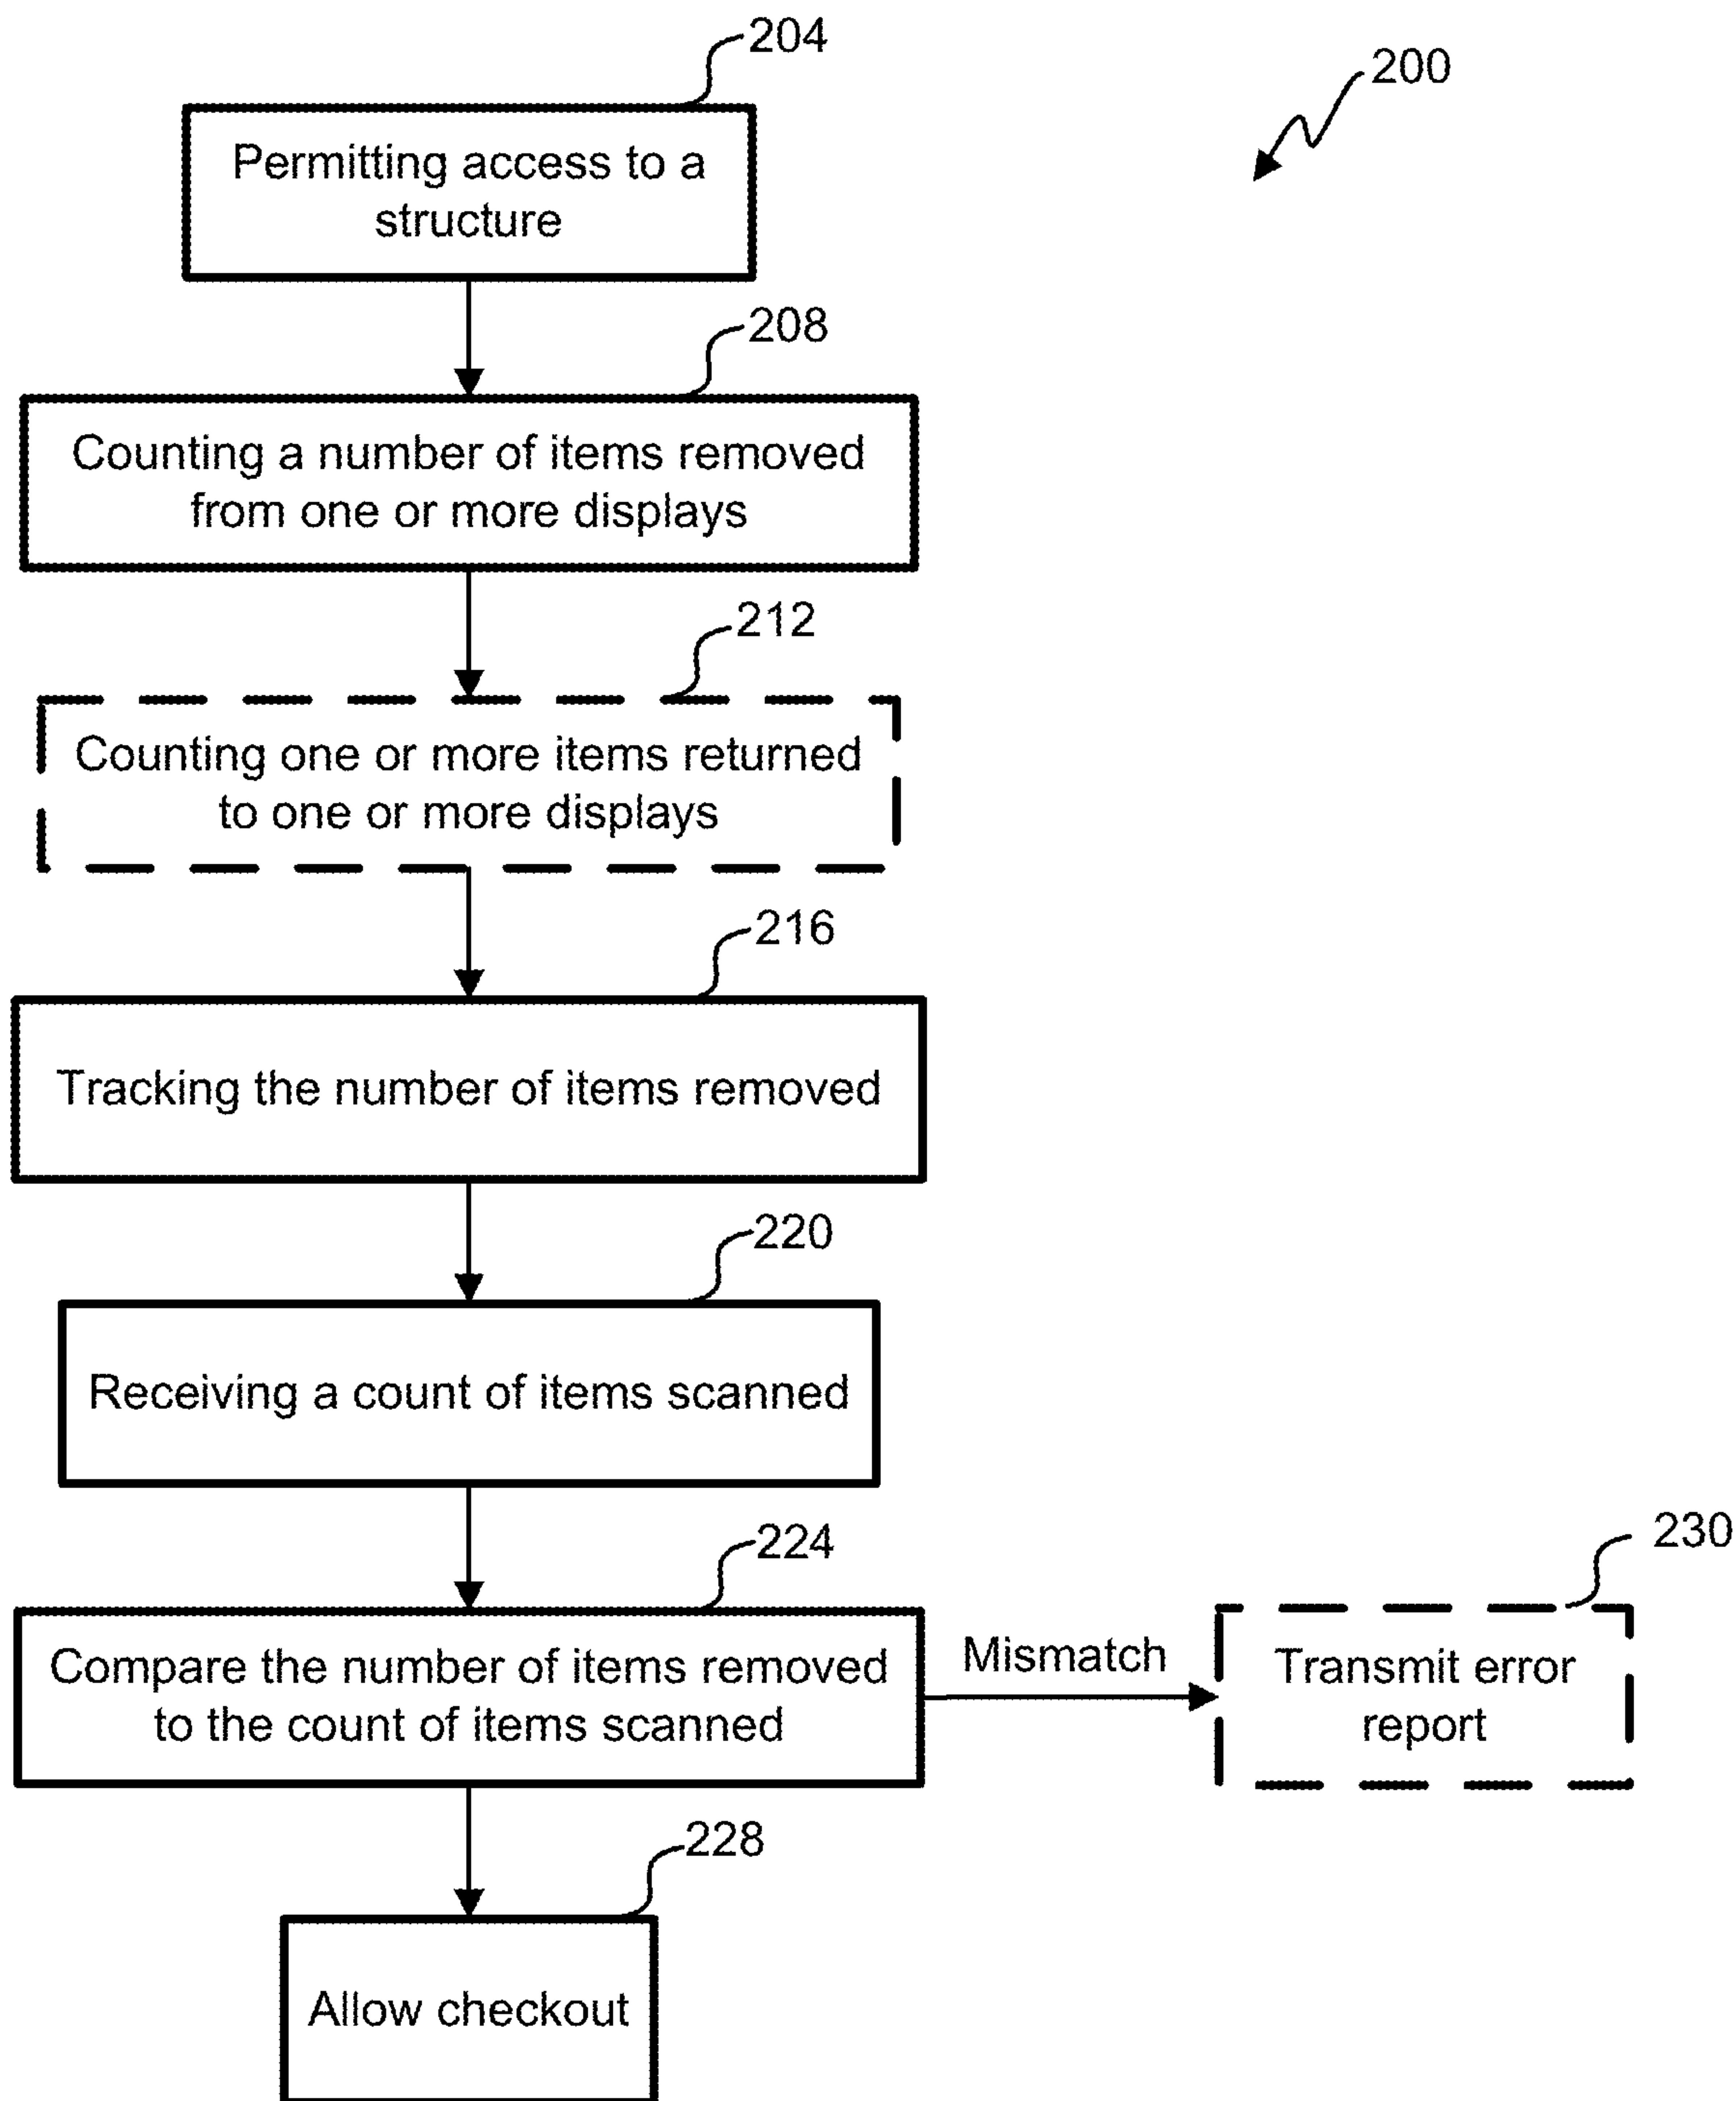 204
200
Permitting access to a
structure
208
Counting a number of items removed
from one or more displays
212
Counting one or more items returned
to one or more displays
216
Tracking the number of items removed
220
Receiving a count of items scanned
224
230
Compare the number of items removed
to the count of items scanned
Mismatch
Transmit error
report
228
Allow checkout